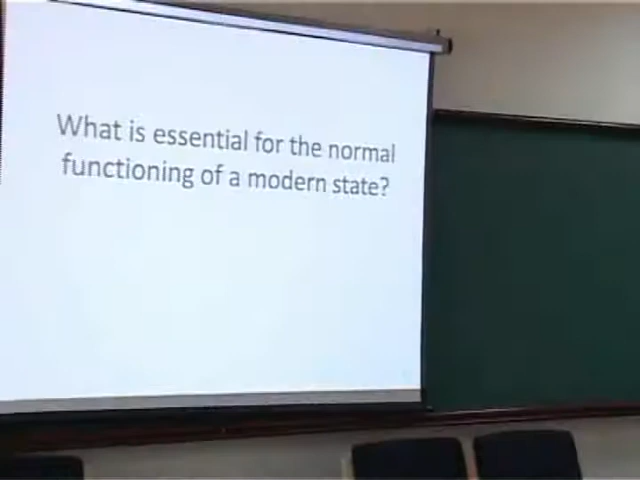 What is essential for the normal
functioning of a modern state?